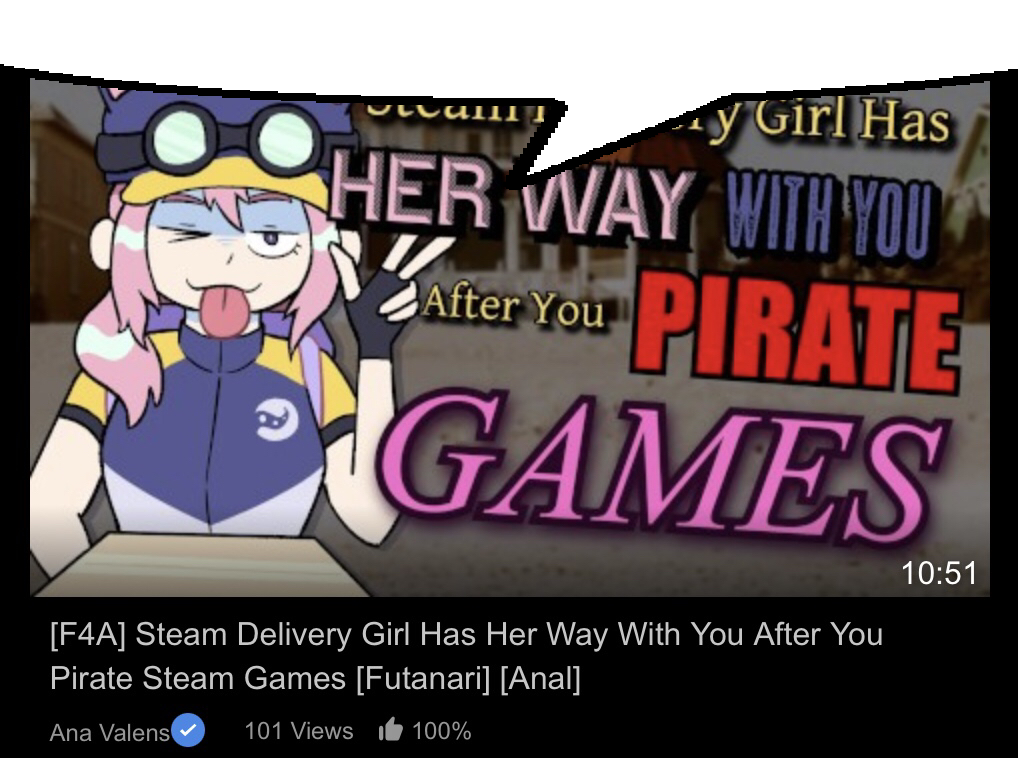 Girl Has
HER WAY WITH YOU
After You PIRATE
GAMES
10:51
[F4A] Steam Delivery Girl Has Her Way With You After You
Pirate Steam Games [Futanari] [Anal]
Ana Valens 101 Views 100%